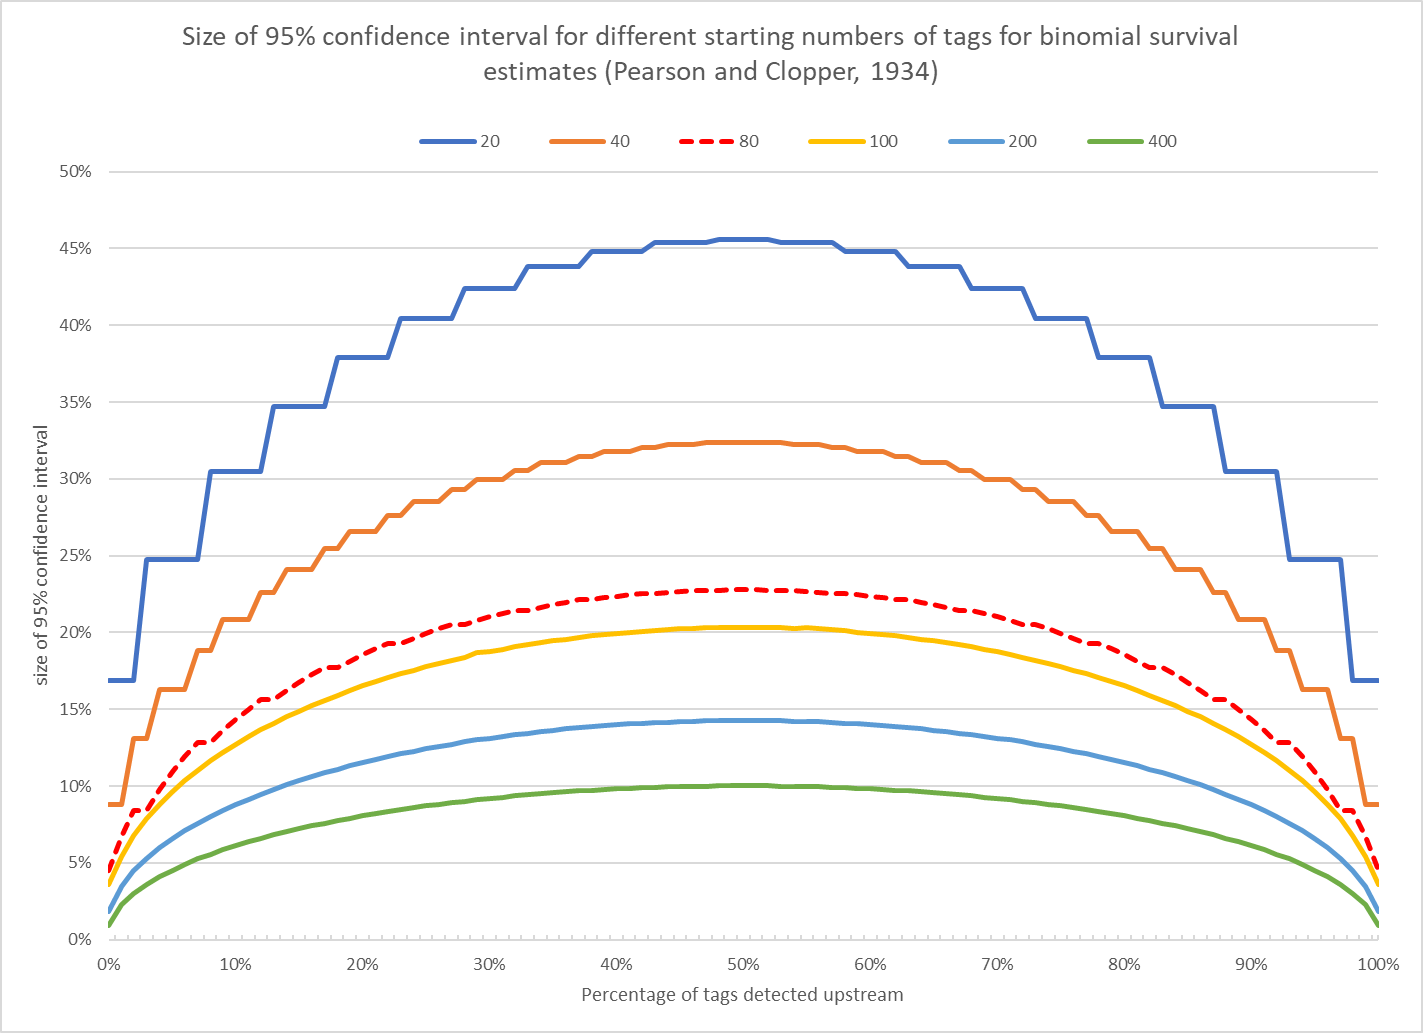 Size of 95% confidence interval for different starting numbers of tags for binomial survival
estimates (Pearson and Clopper, 1934)
20 40 80 100 200 400
50%
45%
40%
35%
30%
25%
20%
15%
10%
5%
0%
size of 95% confidence interval
0% 10% 20% 30% 40% 50% 60% 70% 80% 90% 100%
Percentage of tags detected upstream